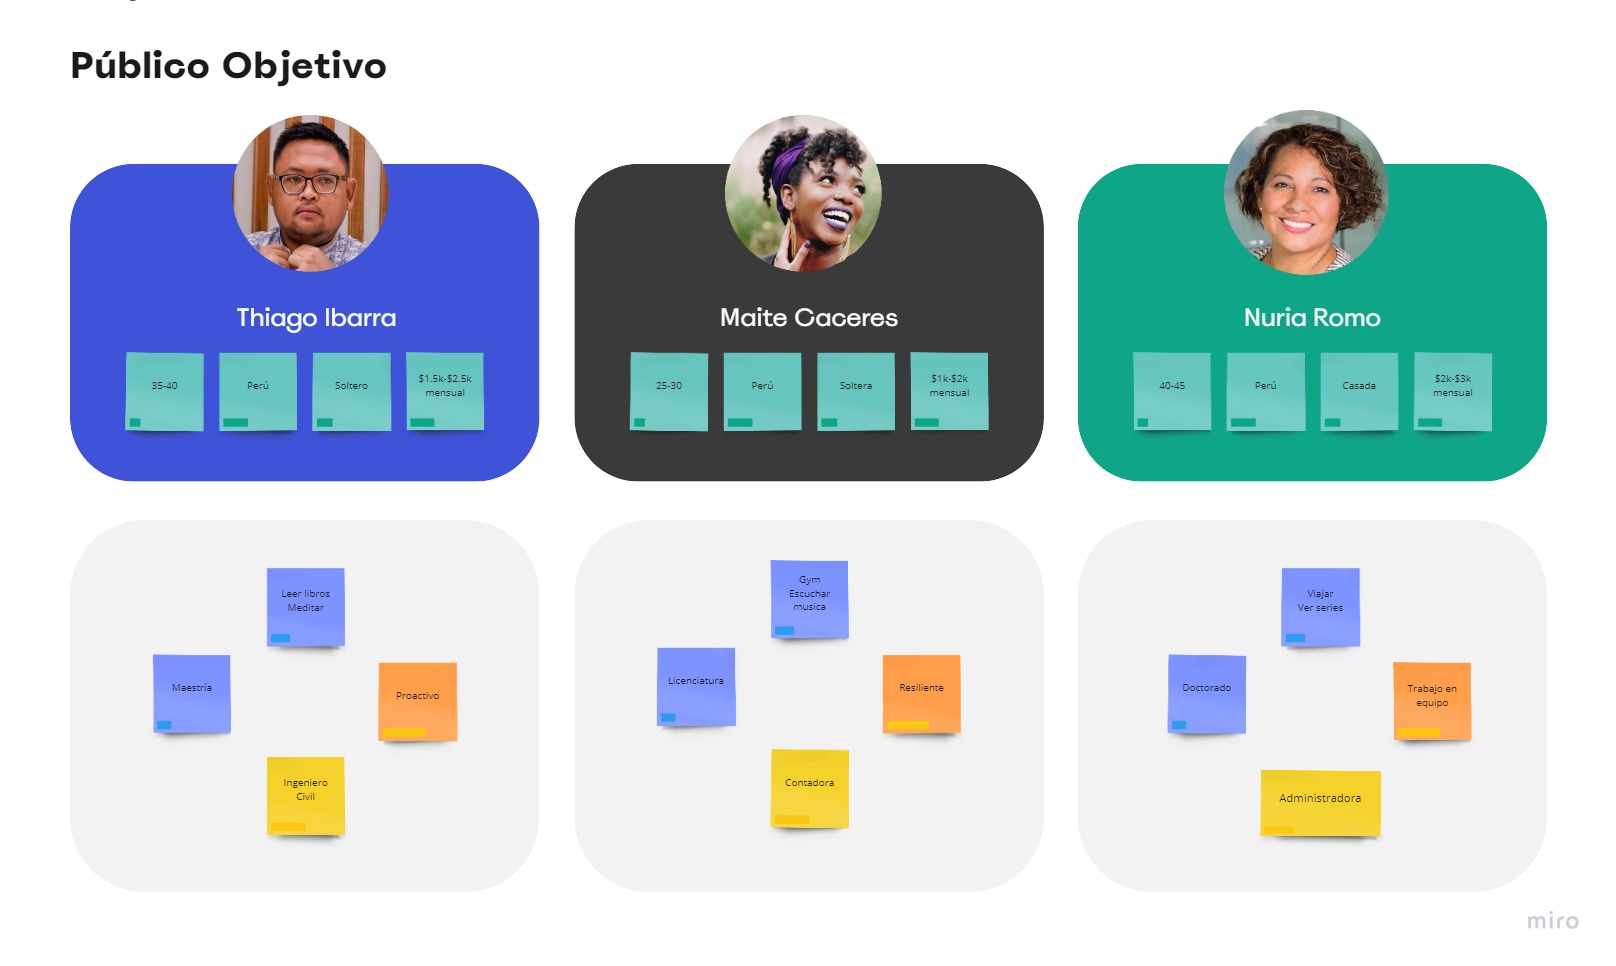 Público Objetivo
Thiago Ibarra
35-40
Perú
Soltero
$1.5k-$2.5k
mensual
Maite Caceres
25-30
Perú
Soltera
$1k-$2k
mensual
Nuria Romo
40-45
Perú
Casada
$2k-$3k
mensual
Leer libros
Meditar
Maestría
Proactivo
Ingeniero
Civil
Gym
Escuchar
musica
Licenciatura
Resiliente
Contadora
Viajar
Ver series
Doctorado
Trabajo en
equipo
Administradora
miro